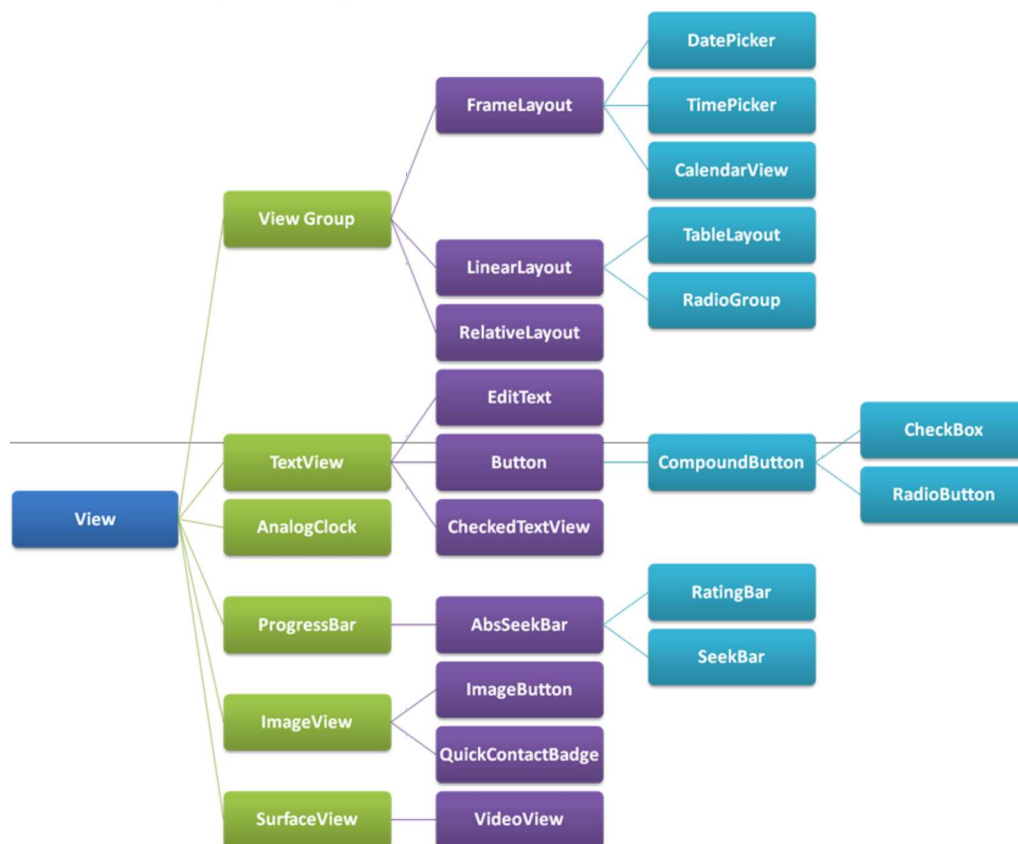 DatePicker
FrameLayout
TimePicker
CalendarView
View Group
TableLayout
LinearLayout
RadioGroup
RelativeLayout
EditText
CheckBox
TextView
Button
CompoundButton
RadioButton
View
AnalogClock
CheckedTextView
RatingBar
ProgressBar
AbsSeekBar
SeekBar
ImageButton
ImageView
QuickContactBadge
SurfaceView
VideoView